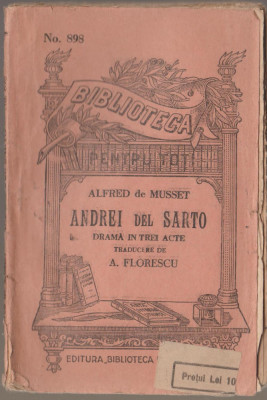 No. 898
BIBLIOTECA
PENTRU TOȚI
ALFRED de MUSSET
ANDREI DEL SARTO
DRAMĂ IN TREI ACTE
TRADUCERE DE
A. FLORESCU
EDITURA „BIBLIOTECA
Prețul Lei 10